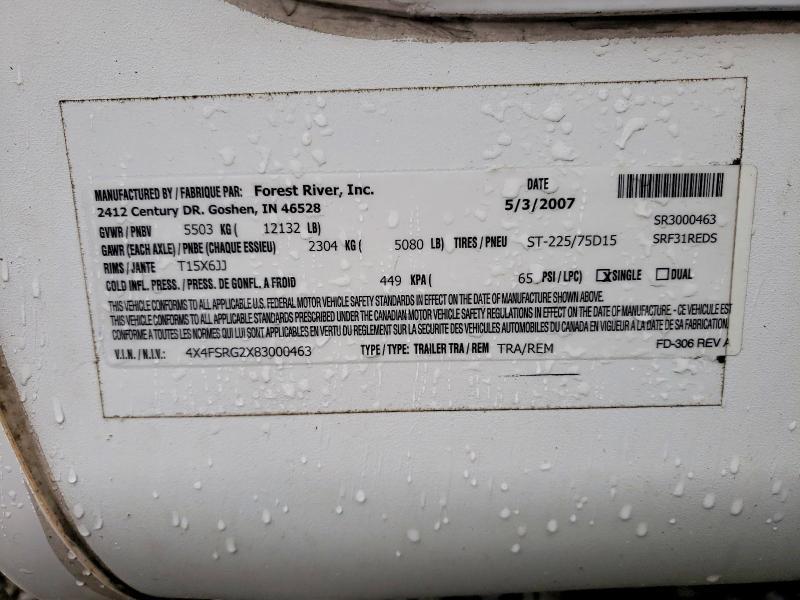 MANUFACTURED BY / FABRIQUE PAR: Forest River, Inc. DATE
2412 Century DR. Goshen, IN 46528 5/3/2007
GVWR / PNBV 5503 KG ( 12132 LB) SR3000463
GAWR (EACH AXLE) / PNBE (CHAQUE ESSIEU) 2304 KG ( 5080 LB) TIRES / PNEU ST-225/75D15 SRF31REDS
RIMS / JANTE T15X6JJ
COLD INFL. PRESS. / PRESS. DE GONFL. A FROID 449 KPA ( 65 PSI / LPC) X SINGLE DUAL
THIS VEHICLE CONFORMS TO ALL APPLICABLE U.S. FEDERAL MOTOR VEHICLE SAFETY STANDARDS IN EFFECT ON THE DATE OF MANUFACTURE SHOWN ABOVE.
THIS VEHICLE CONFORMS TO ALL APPLICABLE STANDARDS PRESCRIBED UNDER THE CANADIAN MOTOR VEHICLE SAFETY REGULATIONS IN EFFECT ON THE DATE OF MANUFACTURE. - CE VEHICULE EST
CONFORME A TOUTES LES NORMES QUI LUI SONT APPLICABLES EN VERTU DU REGLEMENT SUR LA SECURITE DES VEHICULES AUTOMOBILES DU CANADA EN VIGUEUR A LA DATE DE SA FABRICATION.
V.I.N. / N.I.V.: 4X4FSRG2X83000463 TYPE / TYPE: TRAILER TRA / REM TRA/REM FD-306 REV A